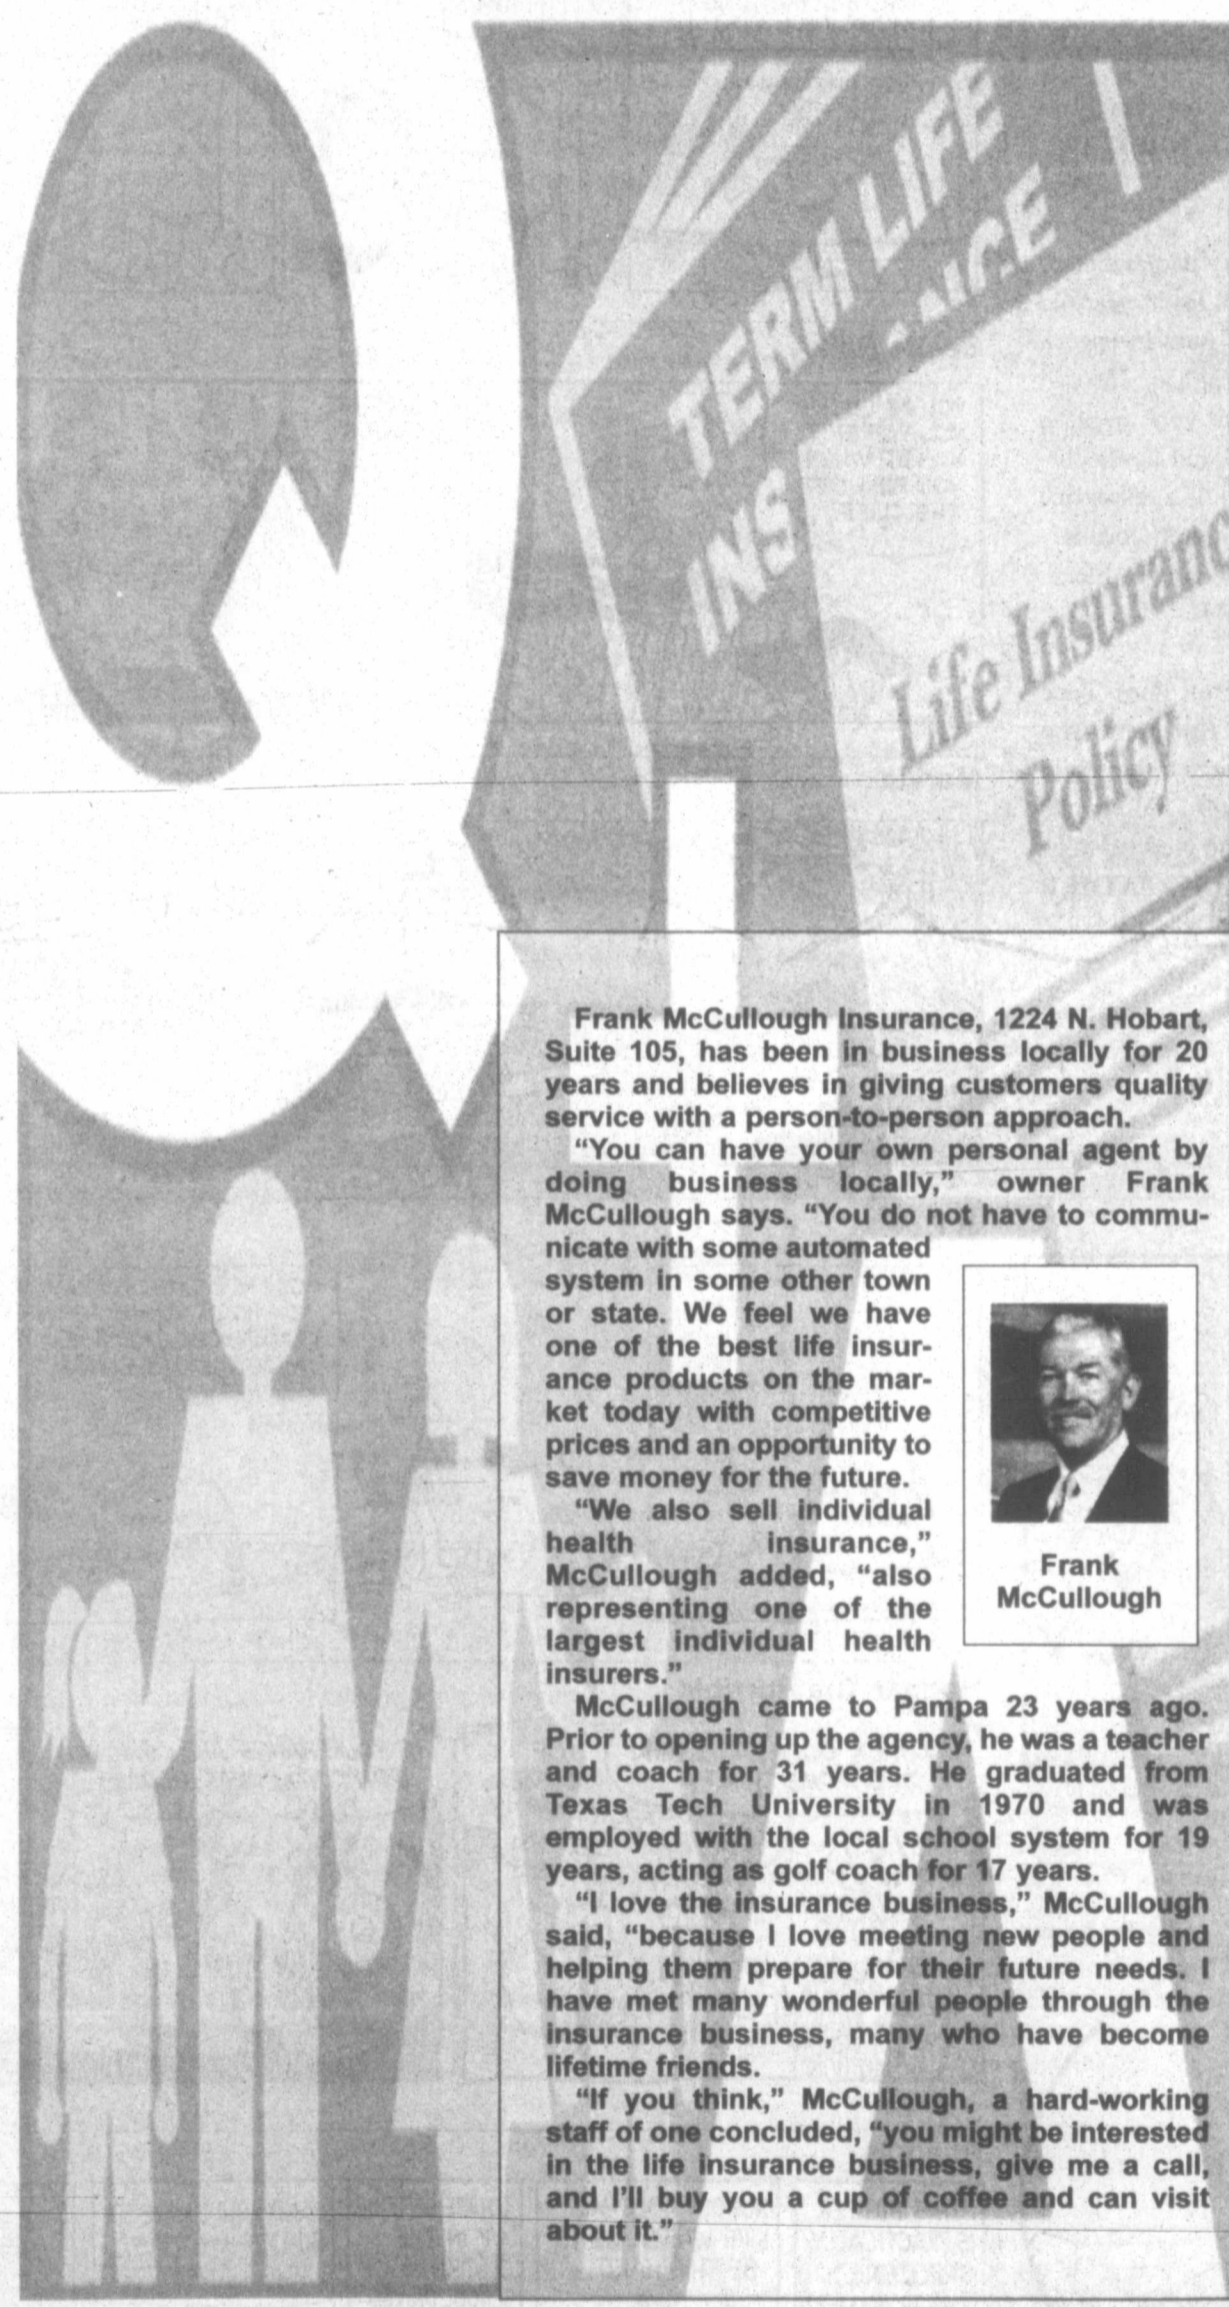 TERM LIFE
INS
NCE
Life Insuranc
Policy
Frank McCullough Insurance, 1224 N. Hobart,
Suite 105, has been in business locally for 20
years and believes in giving customers quality
service with a person-to-person approach.
“You can have your own personal agent by
doing business locally,” owner Frank
McCullough says. “You do not have to commu-
nicate with some automated
system in some other town
or state. We feel we have
one of the best life insur-
ance products on the mar-
ket today with competitive
prices and an opportunity to
save money for the future.
“We also sell individual
health insurance,”
McCullough added, “also
representing one of the
largest individual health
insurers.”
Frank
McCullough
McCullough came to Pampa 23 years ago.
Prior to opening up the agency, he was a teacher
and coach for 31 years. He graduated from
Texas Tech University in 1970 and was
employed with the local school system for 19
years, acting as golf coach for 17 years.
“I love the insurance business,” McCullough
said, “because I love meeting new people and
helping them prepare for their future needs. I
have met many wonderful people through the
insurance business, many who have become
lifetime friends.
“If you think,” McCullough, a hard-working
staff of one concluded, “you might be interested
in the life insurance business, give me a call,
and I’ll buy you a cup of coffee and can visit
about it.”